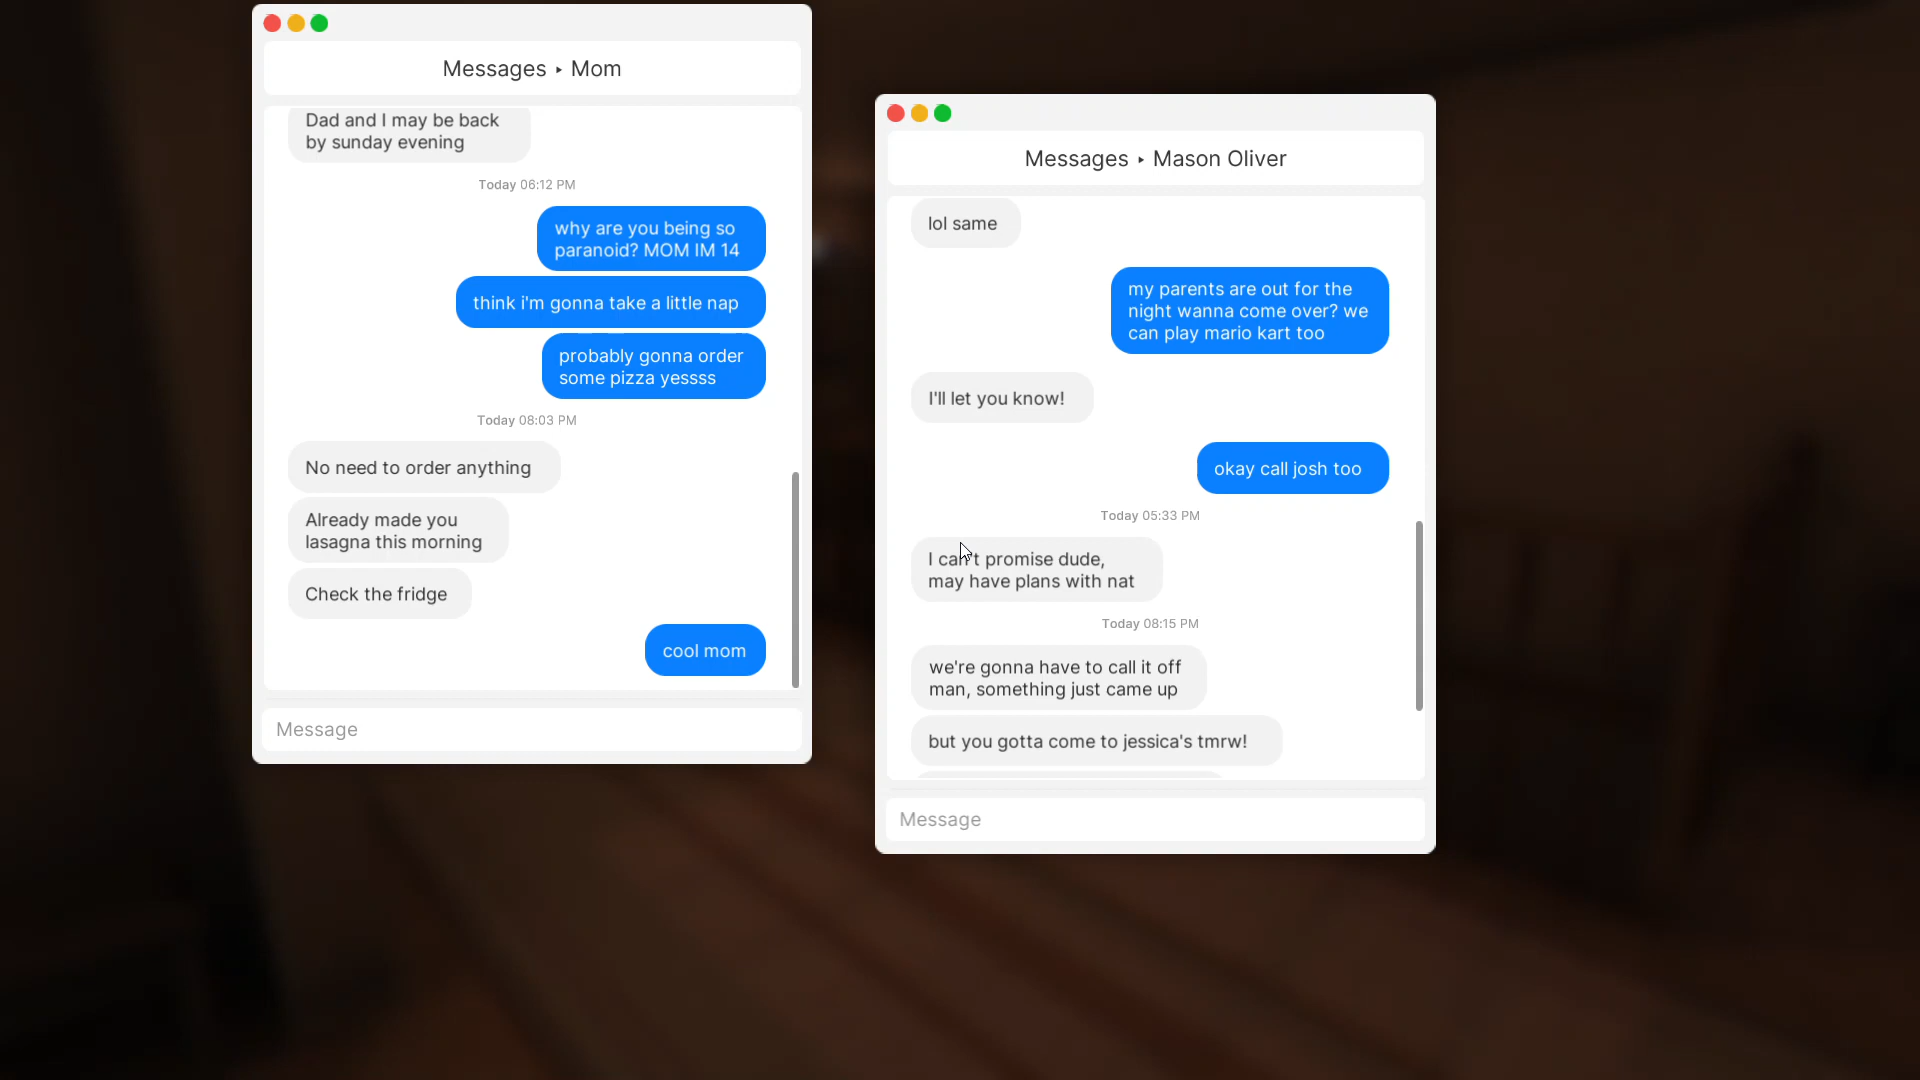 Messages ‣ Mom
Dad and I may be back
by sunday evening
Today 06:12 PM
why are you being so
paranoid? MOM IM 14
think i'm gonna take a little nap
probably gonna order
some pizza yessss
Today 08:03 PM
No need to order anything
Already made you
lasagna this morning
Check the fridge
cool mom
Message
Messages ‣ Mason Oliver
lol same
my parents are out for the
night wanna come over? we
can play mario kart too
I'll let you know!
okay call josh too
Today 05:33 PM
I can't promise dude,
may have plans with nat
Today 08:15 PM
we're gonna have to call it off
man, something just came up
but you gotta come to jessica's tmrw!
Message